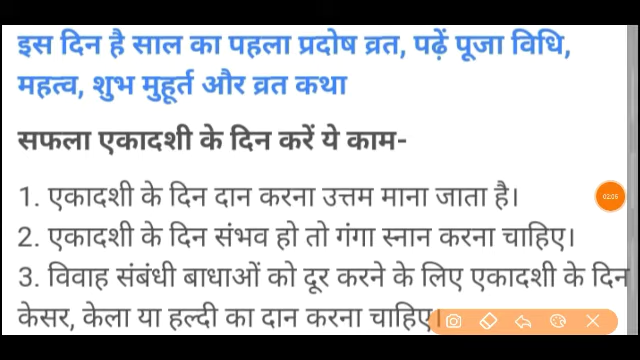 इस दिन है साल का पहला प्रदोष व्रत, पढ़ें पूजा विधि,
महत्व, शुभ मुहूर्त और व्रत कथा
सफला एकादशी के दिन करें ये काम-
1. एकादशी के दिन दान करना उत्तम माना जाता है।
2. एकादशी के दिन संभव हो तो गंगा स्नान करना चाहिए।
3. विवाह संबंधी बाधाओं को दूर करने के लिए एकादशी के दिन
केसर, केला या हल्दी का दान करना चाहिए।